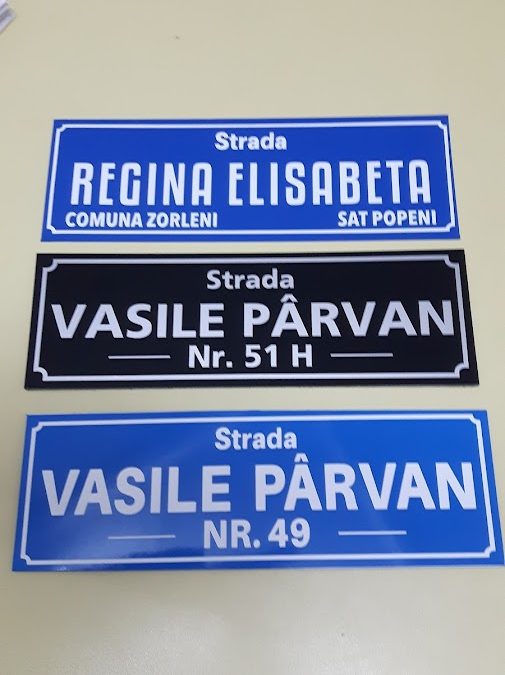 Strada
REGINA ELISABETA
COMUNA ZORLENI SAT POPENI
Strada
VASILE PÂRVAN
Nr. 51 H
Strada
VASILE PÂRVAN
NR. 49